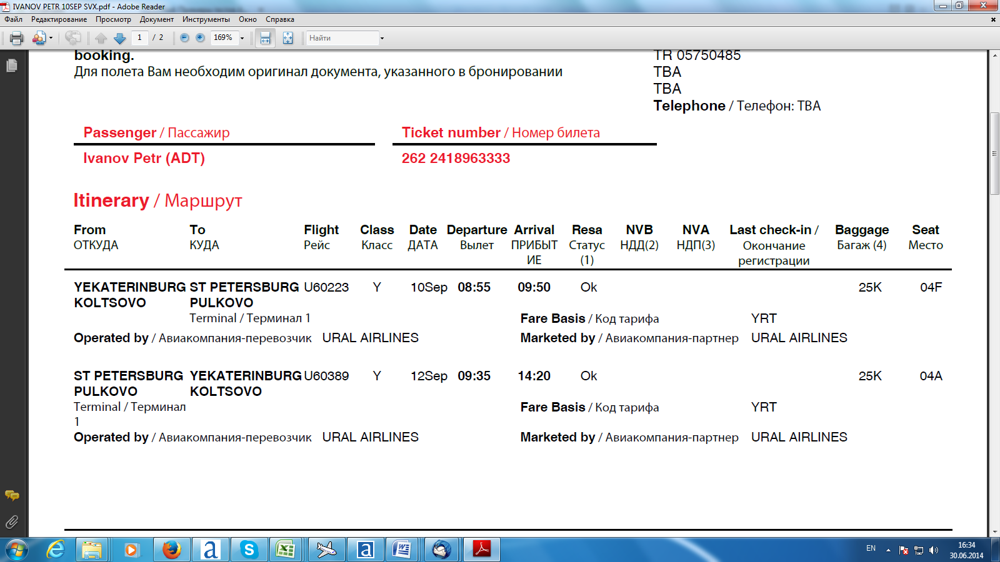 IVANOV PETR 10SEP SVX.pdf - Adobe Reader
Файл Редактирование Просмотр Документ Инструменты Окно Справка
1 / 2 169% Найти
booking.
Для полета Вам необходим оригинал документа, указанного в бронировании
TR 05750485
TBA
TBA
Telephone / Телефон: TBA
Passenger / Пассажир Ticket number / Номер билета
Ivanov Petr (ADT) 262 2418963333
Itinerary / Маршрут
From To Flight Class Date Departure Arrival Resa NVB NVA Last check-in / Baggage Seat
ОТКУДА КУДА Рейс Класс ДАТА Вылет ПРИБЫТ Статус НДД(2) НДП(3) Окончание Багаж (4) Место
ИЕ (1) регистрации
YEKATERINBURG ST PETERSBURG U60223 Y 10Sep 08:55 09:50 Ok 25K 04F
KOLTSOVO PULKOVO
Terminal / Терминал 1 Fare Basis / Код тарифа YRT
Operated by / Авиакомпания-перевозчик URAL AIRLINES Marketed by / Авиакомпания-партнер URAL AIRLINES
ST PETERSBURG YEKATERINBURG U60389 Y 12Sep 09:35 14:20 Ok 25K 04A
PULKOVO KOLTSOVO
Terminal / Терминал Fare Basis / Код тарифа YRT
1
Operated by / Авиакомпания-перевозчик URAL AIRLINES Marketed by / Авиакомпания-партнер URAL AIRLINES
EN 16:34
30.06.2014